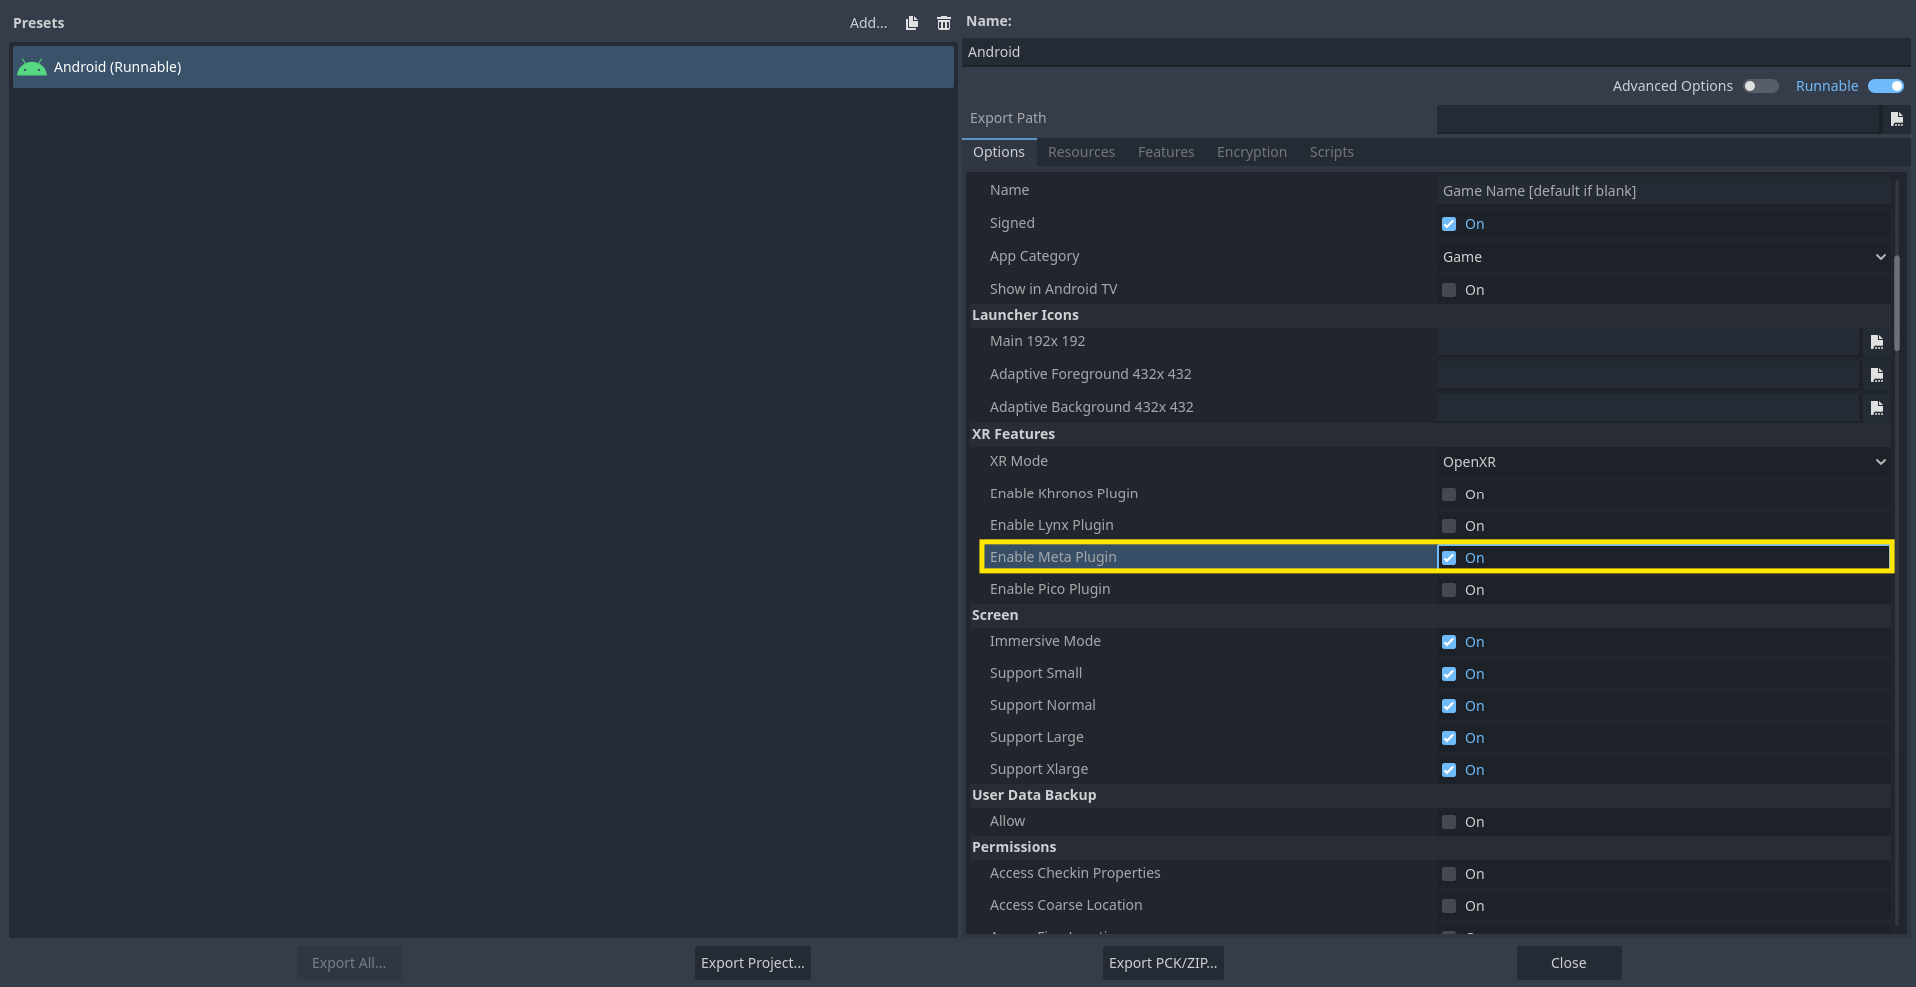 Presets
Add...
Android (Runnable)
Name:
Android
Advanced Options
Runnable
Export Path
Options Resources Features Encryption Scripts
Name Game Name [default if blank]
Signed On
App Category Game
Show in Android TV On
Launcher Icons
Main 192x 192
Adaptive Foreground 432x 432
Adaptive Background 432x 432
XR Features
XR Mode OpenXR
Enable Khronos Plugin On
Enable Lynx Plugin On
Enable Meta Plugin On
Enable Pico Plugin On
Screen
Immersive Mode On
Support Small On
Support Normal On
Support Large On
Support Xlarge On
User Data Backup
Allow On
Permissions
Access Checkin Properties On
Access Coarse Location On
Export All... Export Project... Export PCK/ZIP... Close